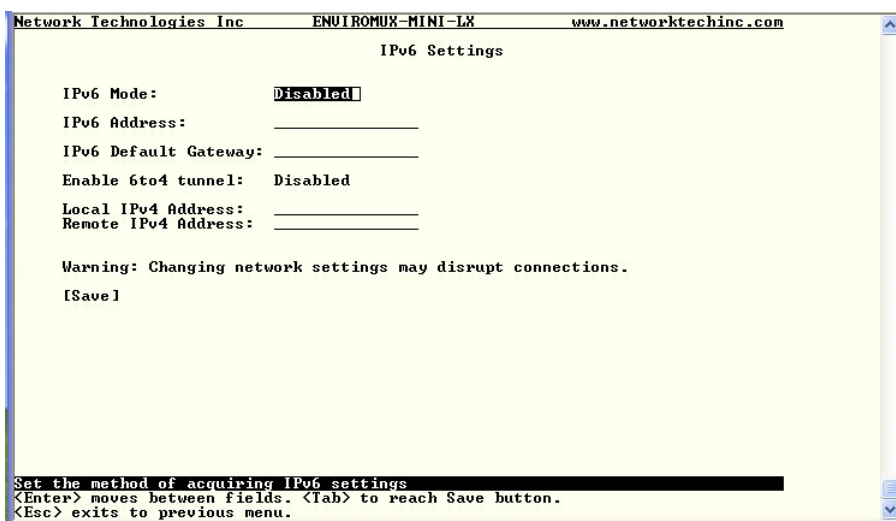 Network Technologies Inc ENVIROMUX-MINI-LX www.networktechinc.com
IPv6 Settings
IPv6 Mode: Disabled
IPv6 Address:
IPv6 Default Gateway:
Enable 6to4 tunnel: Disabled
Local IPv4 Address:
Remote IPv4 Address:
Warning: Changing network settings may disrupt connections.
[Save]
Set the method of acquiring IPv6 settings
<Enter> moves between fields. <Tab> to reach Save button.
<Esc> exits to previous menu.